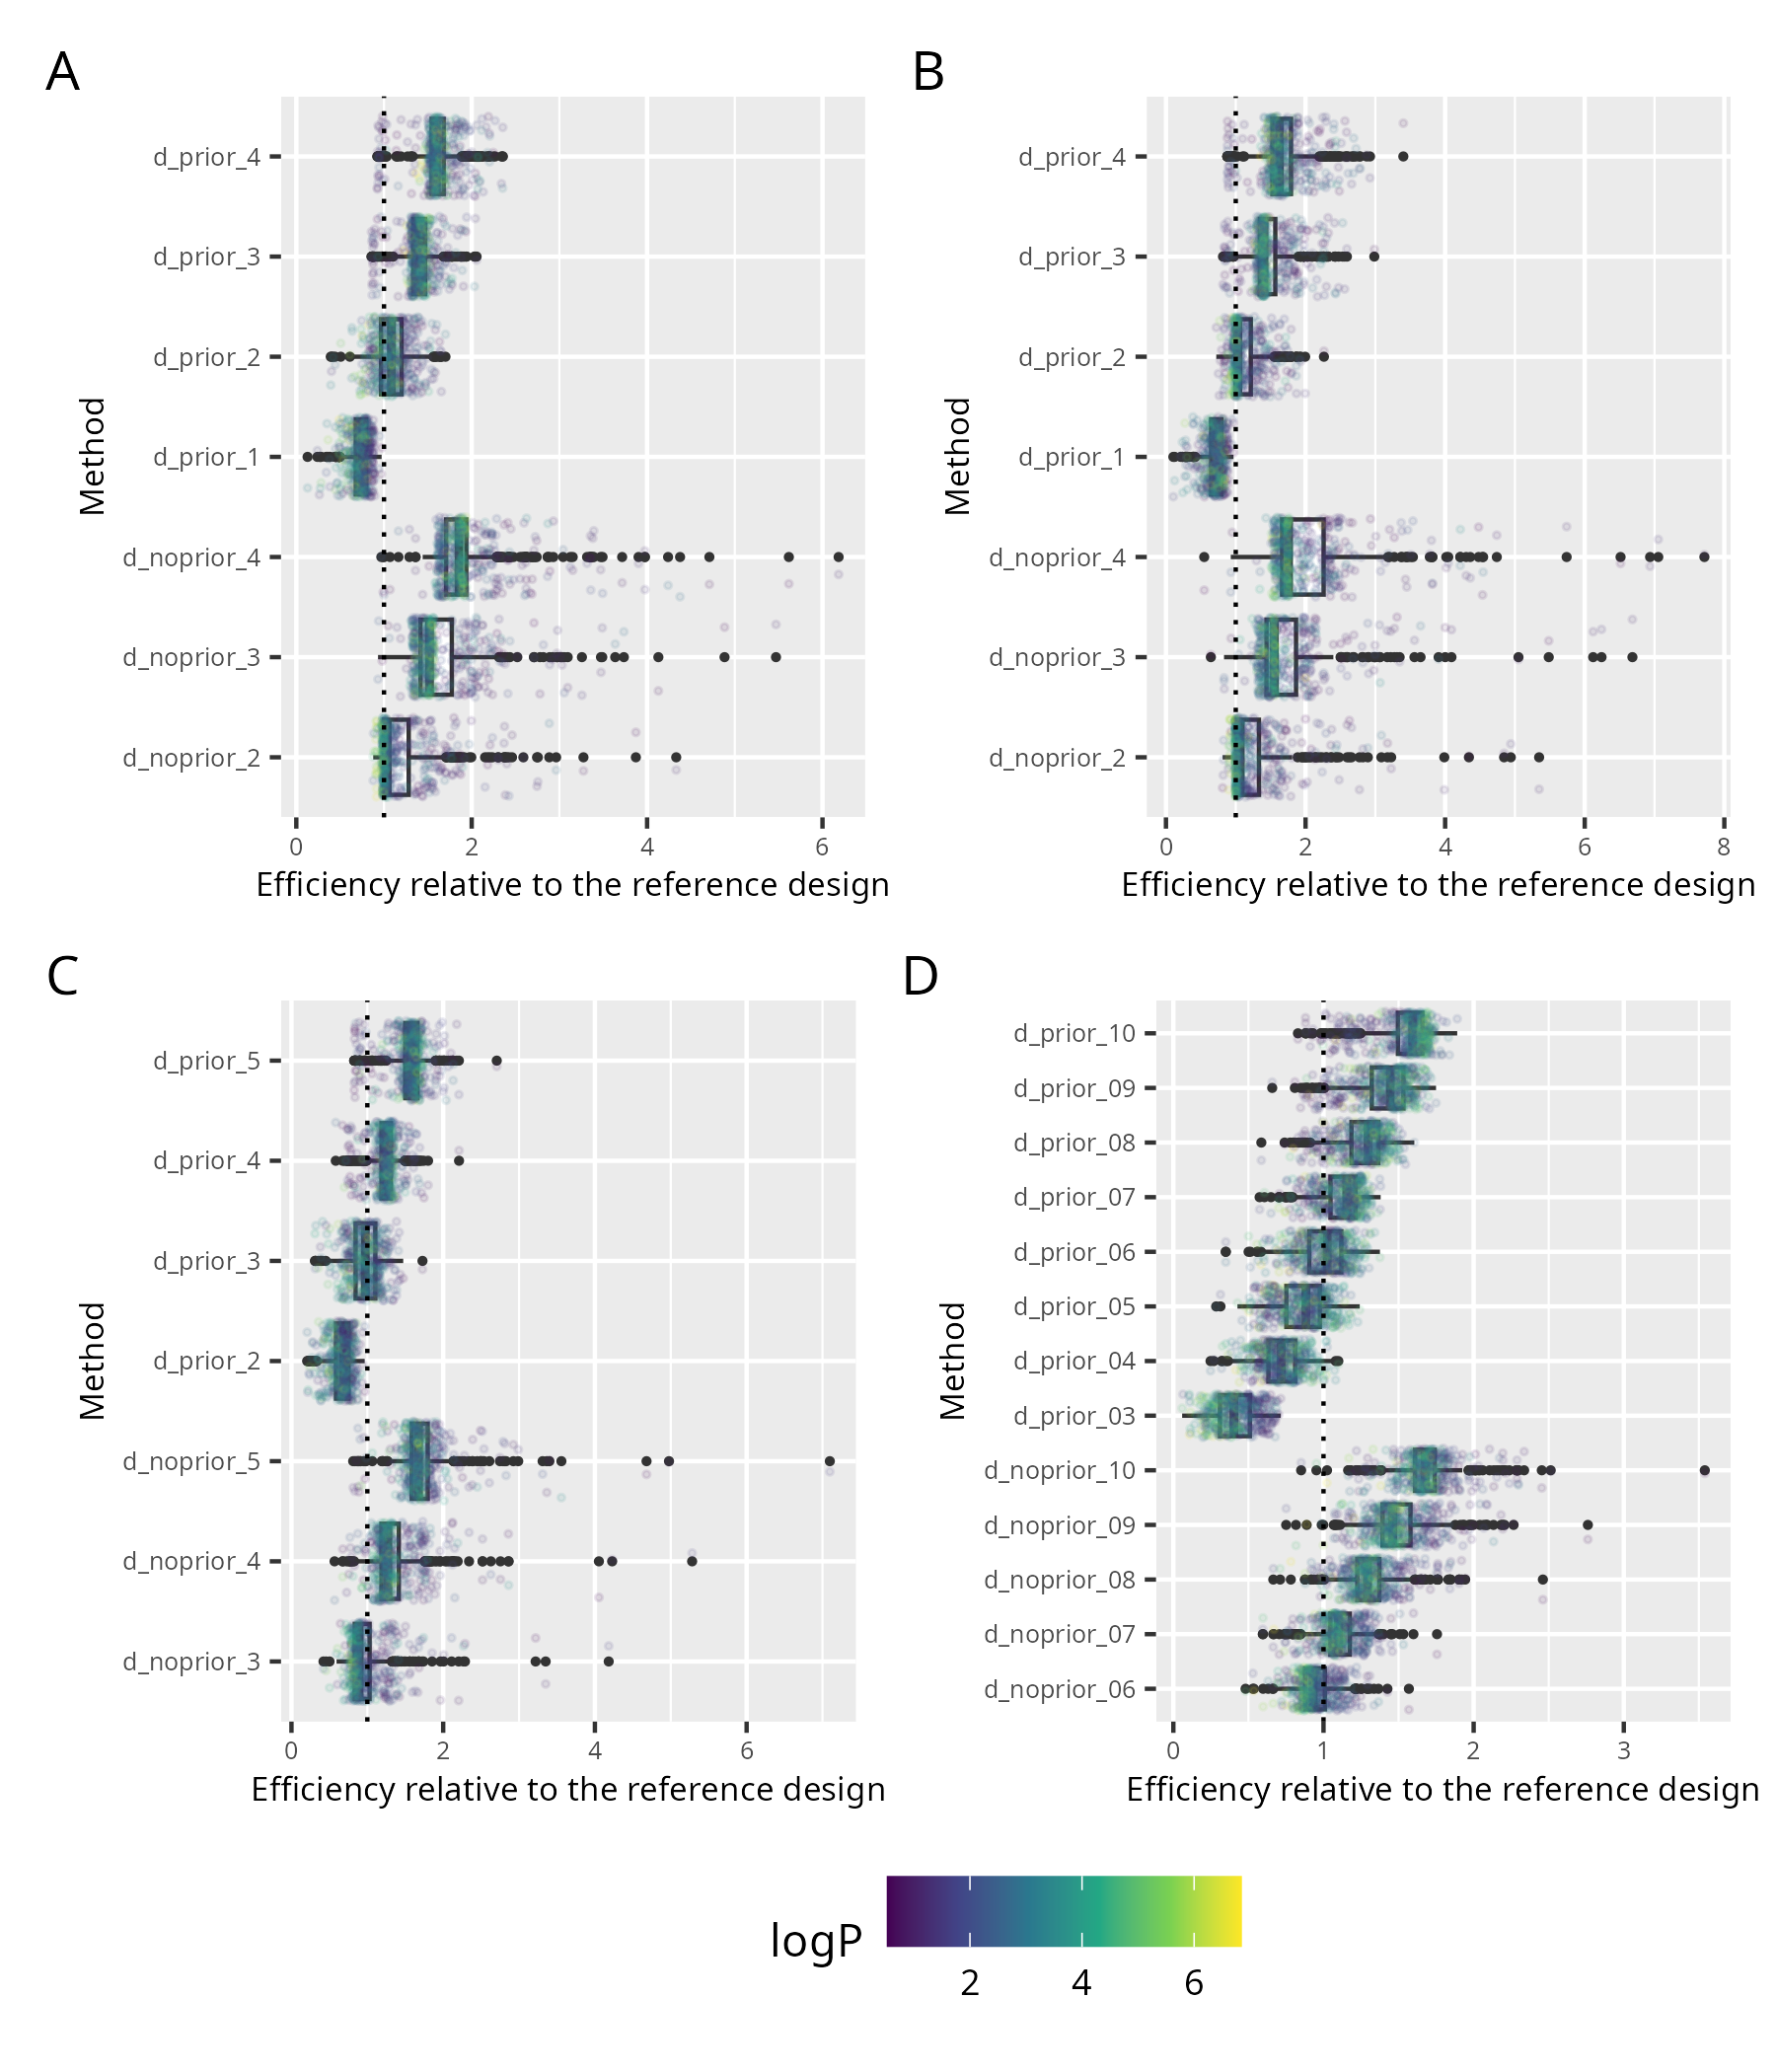 A
Method
d_prior_4
d_prior_3
d_prior_2
d_prior_1
d_noprior_4
d_noprior_3
d_noprior_2
0 2 4 6
Efficiency relative to the reference design
B
Method
d_prior_4
d_prior_3
d_prior_2
d_prior_1
d_noprior_4
d_noprior_3
d_noprior_2
0 2 4 6 8
Efficiency relative to the reference design
C
Method
d_prior_5
d_prior_4
d_prior_3
d_prior_2
d_noprior_5
d_noprior_4
d_noprior_3
0 2 4 6
Efficiency relative to the reference design
D
Method
d_prior_10
d_prior_09
d_prior_08
d_prior_07
d_prior_06
d_prior_05
d_prior_04
d_prior_03
d_noprior_10
d_noprior_09
d_noprior_08
d_noprior_07
d_noprior_06
0 1 2 3
Efficiency relative to the reference design
logP
2 4 6